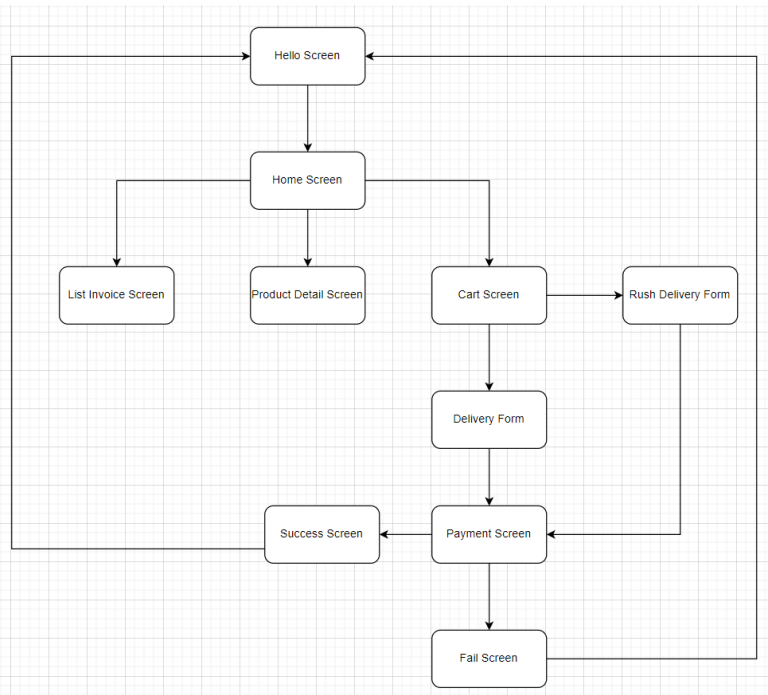 Hello Screen
Home Screen
List Invoice Screen
Product Detail Screen
Cart Screen
Rush Delivery Form
Delivery Form
Success Screen
Payment Screen
Fail Screen